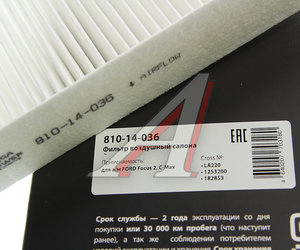 810-14-036
AIRFLOW
810-14-036
Фильтр воздушный салона
Применяемость:
для а/м FORD Focus 2, C-Max
Cross №:
-LA220
-1253200
-182853
EAC
Срок службы — 2 года эксплуатации со дня
покупки или 30 000 км пробега (что наступит
ранее), а так же соблюдении потребителем